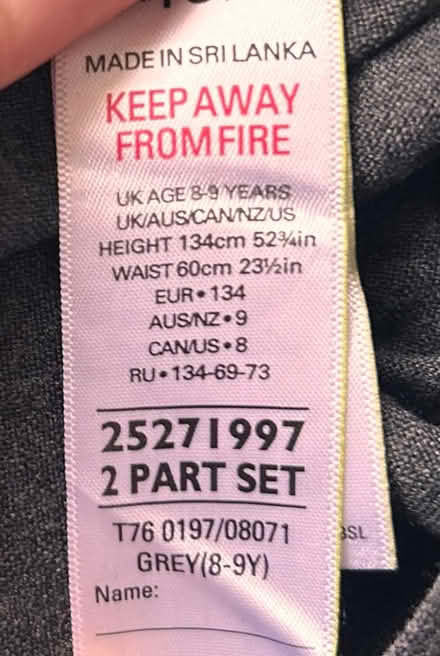 MADE IN SRI LANKA
KEEP AWAY
FROM FIRE
UK AGE 8-9 YEARS
UK/AUS/CAN/NZ/US
HEIGHT 134cm 52¾in
WAIST 60cm 23½in
EUR•134
AUS/NZ•9
CAN/US•8
RU•134-69-73
25271997
2 PART SET
T76 0197/08071
GREY(8-9Y)
Name: